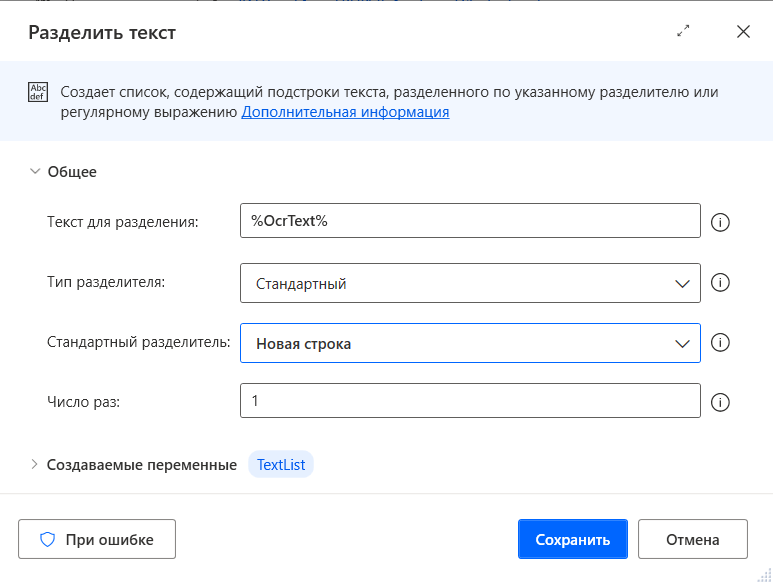 Разделить текст
Abc
def
Создает список, содержащий подстроки текста, разделенного по указанному разделителю или
регулярному выражению Дополнительная информация
Общее
Текст для разделения: %OcrText%
Тип разделителя: Стандартный
Стандартный разделитель: Новая строка
Число раз: 1
Создаваемые переменные TextList
При ошибке Сохранить Отмена